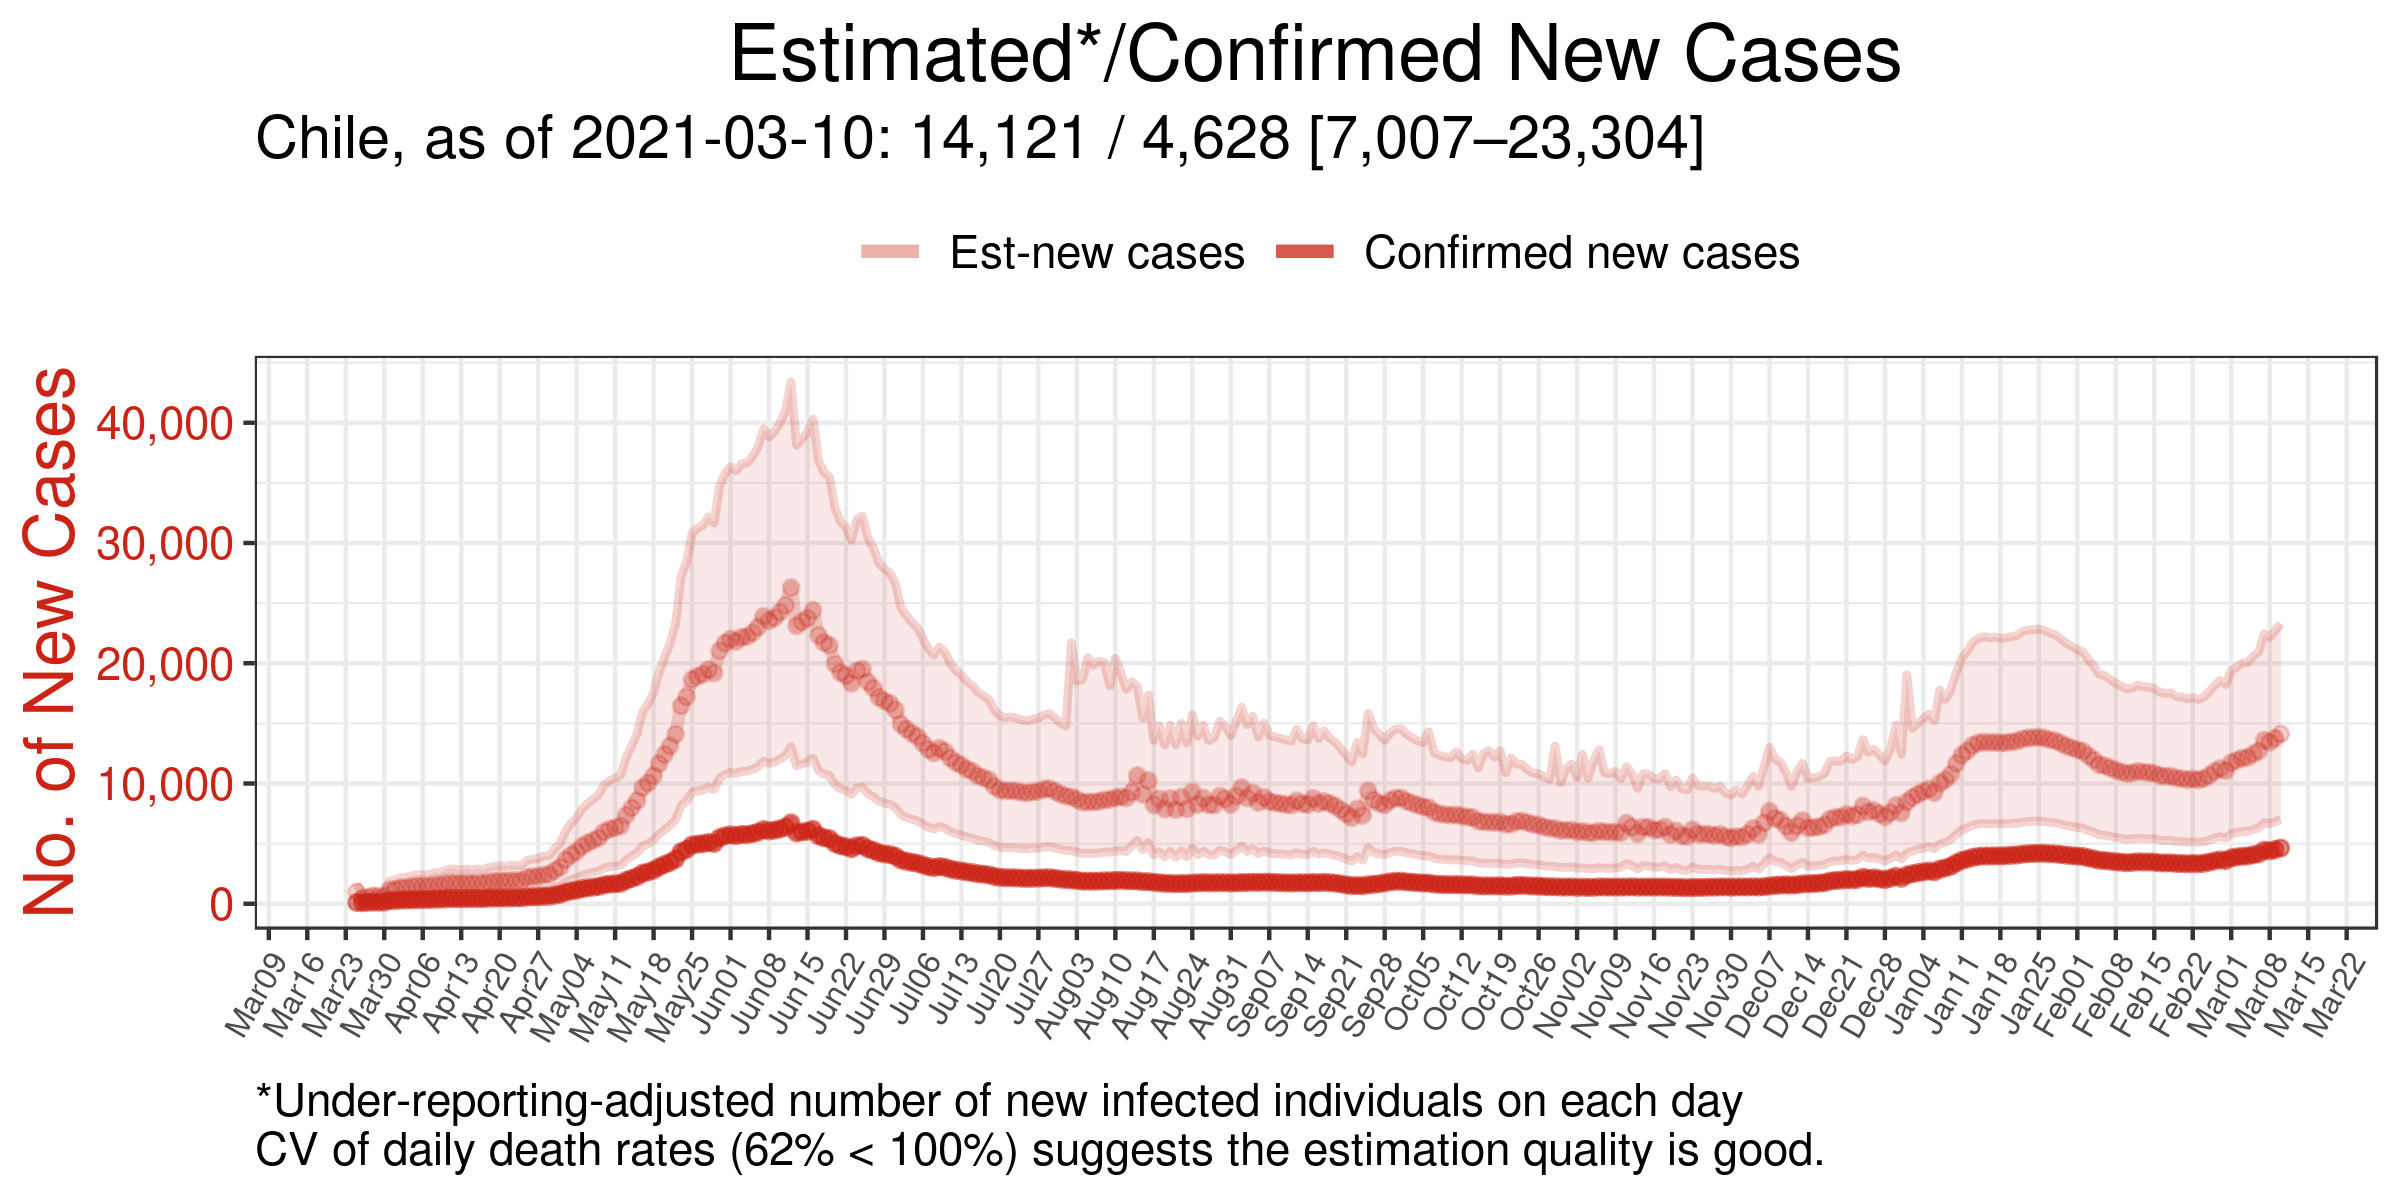 Estimated*/Confirmed New Cases
Chile, as of 2021-03-10: 14,121 / 4,628 [7,007–23,304]
Est-new cases
Confirmed new cases
No. of New Cases
40,000
30,000
20,000
10,000
0
Mar09
Mar16
Mar23
Mar30
Apr06
Apr13
Apr20
Apr27
May04
May11
May18
May25
Jun01
Jun08
Jun15
Jun22
Jun29
Jul06
Jul13
Jul20
Jul27
Aug03
Aug10
Aug17
Aug24
Aug31
Sep07
Sep14
Sep21
Sep28
Oct05
Oct12
Oct19
Oct26
Nov02
Nov09
Nov16
Nov23
Nov30
Dec07
Dec14
Dec21
Dec28
Jan04
Jan11
Jan18
Jan25
Feb01
Feb08
Feb15
Feb22
Mar01
Mar08
Mar15
Mar22
*Under-reporting-adjusted number of new infected individuals on each day
CV of daily death rates (62% < 100%) suggests the estimation quality is good.